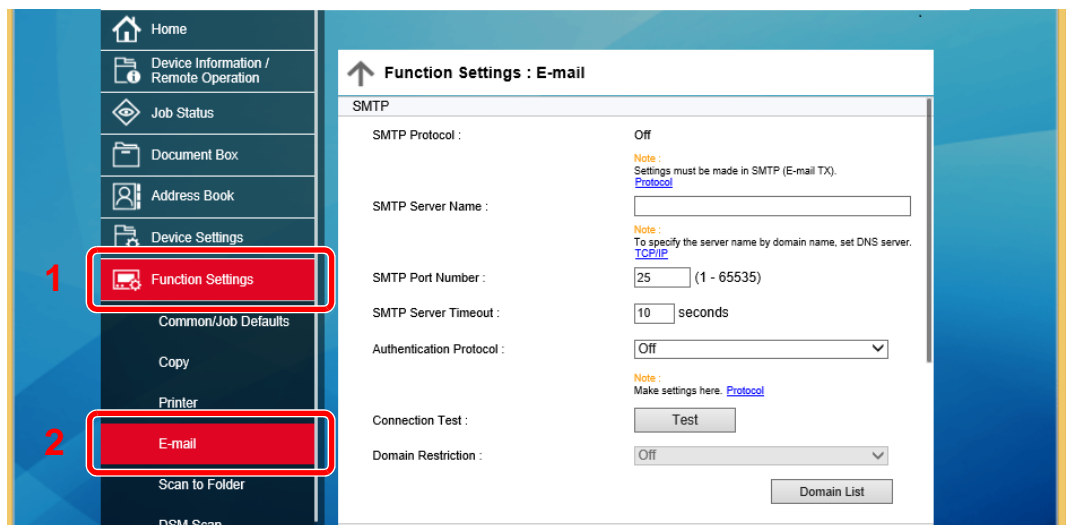 Home
Device Information /
Remote Operation
Job Status
Document Box
Address Book
Device Settings
1
Function Settings
Common/Job Defaults
Copy
Printer
2
E-mail
Scan to Folder
DSM Scan
Function Settings : E-mail
SMTP
SMTP Protocol : Off
Note :
Settings must be made in SMTP (E-mail TX).
Protocol
SMTP Server Name :
Note :
To specify the server name by domain name, set DNS server.
TCP/IP
SMTP Port Number : 25 (1 - 65535)
SMTP Server Timeout : 10 seconds
Authentication Protocol : Off
Note :
Make settings here. Protocol
Connection Test : Test
Domain Restriction : Off
Domain List